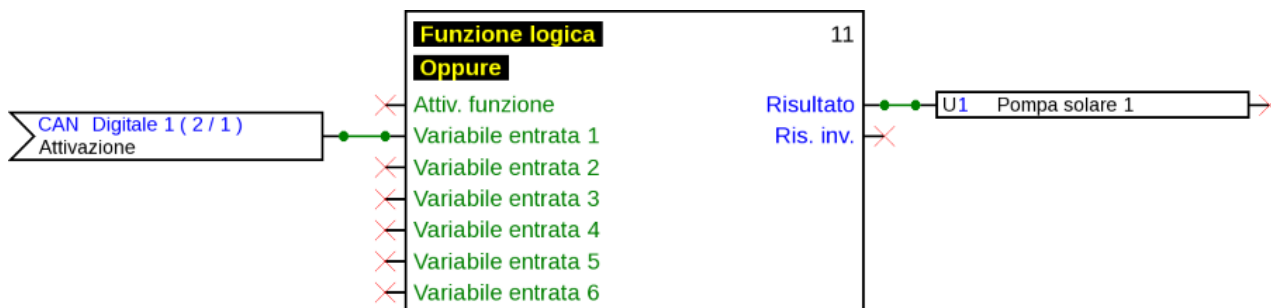 Funzione logica 11
Oppure
Attiv. funzione Risultato U1 Pompa solare 1
CAN Digitale 1 ( 2 / 1 )
Attivazione
Variabile entrata 1 Ris. inv.
Variabile entrata 2
Variabile entrata 3
Variabile entrata 4
Variabile entrata 5
Variabile entrata 6